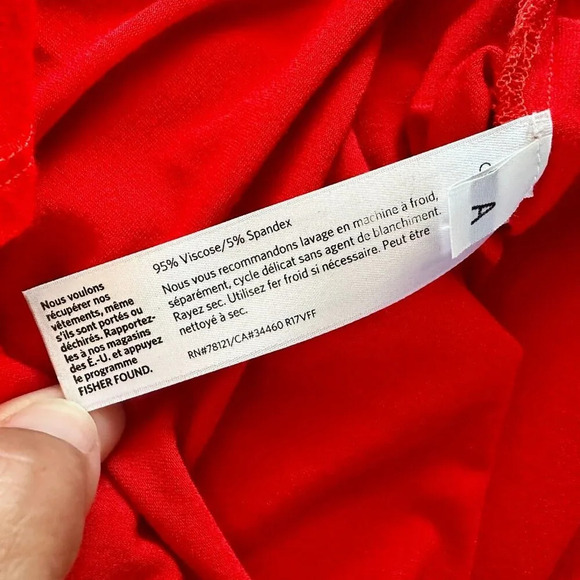 95% Viscose/5% Spandex
Nous vous recommandons lavage en machine à froid,
séparément, cycle délicat sans agent de blanchiment.
Rayez sec. Utilisez fer froid si nécessaire. Peut être
nettoyé à sec.
RN#78121/CA#34460 R17VFF
Nous voulons
récupérer nos
vêtements, même
s'ils sont portés ou
déchirés. Rapportez-
les à nos magasins
des É.-U. et appuyez
le programme
FISHER FOUND.
A